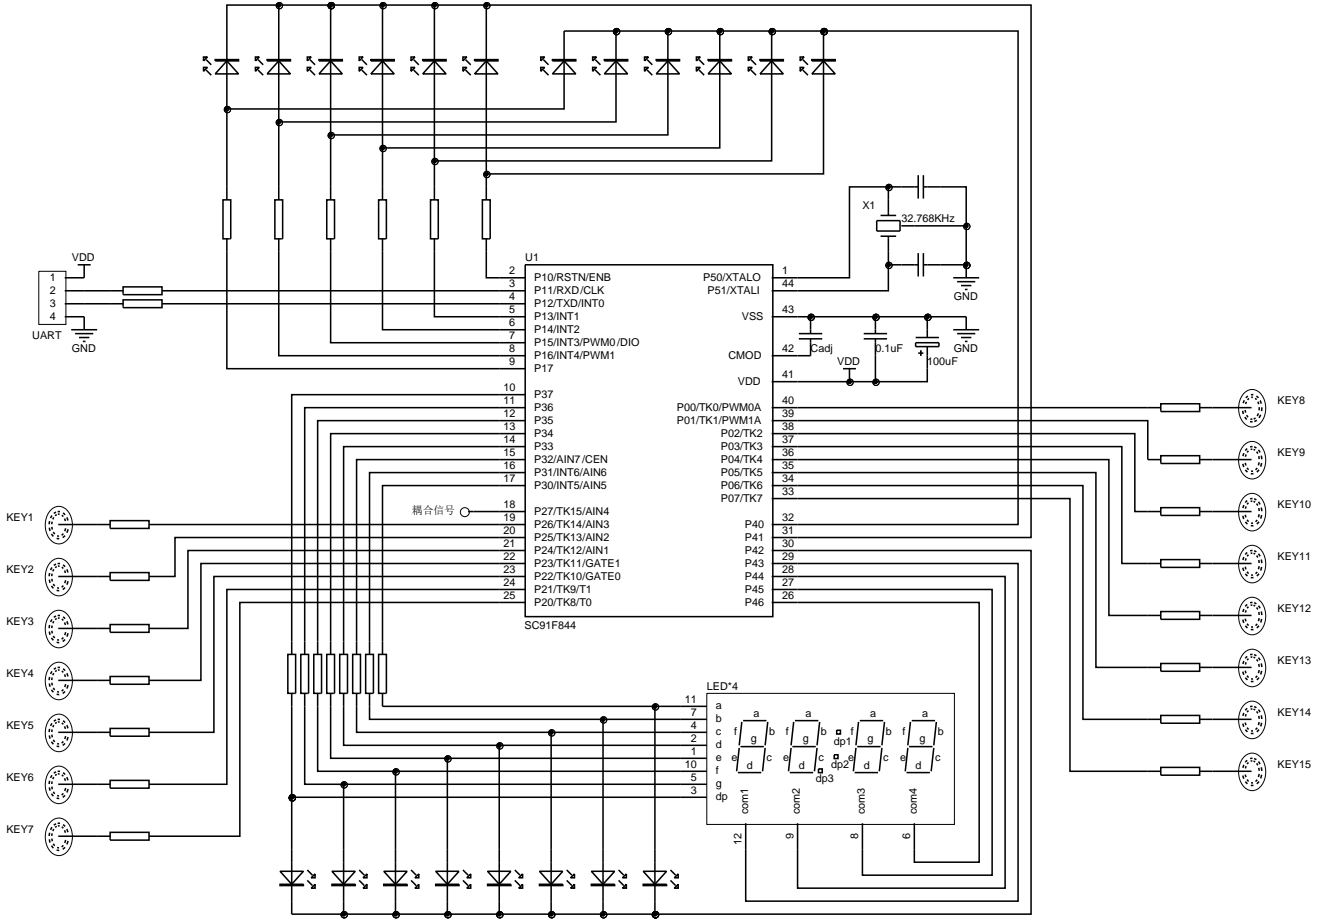 X1
32.768KHz
GND
VDD
1
2
3
4
UART
GND
U1
2 P10/RSTN/ENB
3 P11/RXD/CLK
4 P12/TXD/INT0
5 P13/INT1
6 P14/INT2
7 P15/INT3/PWM0/DIO
8 P16/INT4/PWM1
9 P17
10 P37
11 P36
12 P35
13 P34
14 P33
15 P32/AIN7/CEN
16 P31/INT6/AIN6
17 P30/INT5/AIN5
耦合信号 18 P27/TK15/AIN4
19 P26/TK14/AIN3
20 P25/TK13/AIN2
21 P24/TK12/AIN1
22 P23/TK11/GATE1
23 P22/TK10/GATE0
24 P21/TK9/T1
25 P20/TK8/T0
P50/XTALO 1
P51/XTALI 44
VSS 43
CMOD 42
VDD 41
P00/TK0/PWM0A 40
P01/TK1/PWM1A 39
P02/TK2 38
P03/TK3 37
P04/TK4 36
P05/TK5 35
P06/TK6 34
P07/TK7 33
P40 32
P41 31
P42 30
P43 29
P44 28
P45 27
P46 26
SC91F844
Cadj
0.1uF
VDD
+
100uF
GND
KEY1
KEY2
KEY3
KEY4
KEY5
KEY6
KEY7
KEY8
KEY9
KEY10
KEY11
KEY12
KEY13
KEY14
KEY15
LED*4
11 a
7 b
4 c
2 d
1 e
10 f
5 g
3 dp
a
f b
g
e c
d
a
f b
g
e c
d
dp1
dp2
dp3
a
f b
g
e c
d
a
f b
g
e c
d
com1
com2
com3
com4
12
9
8
6